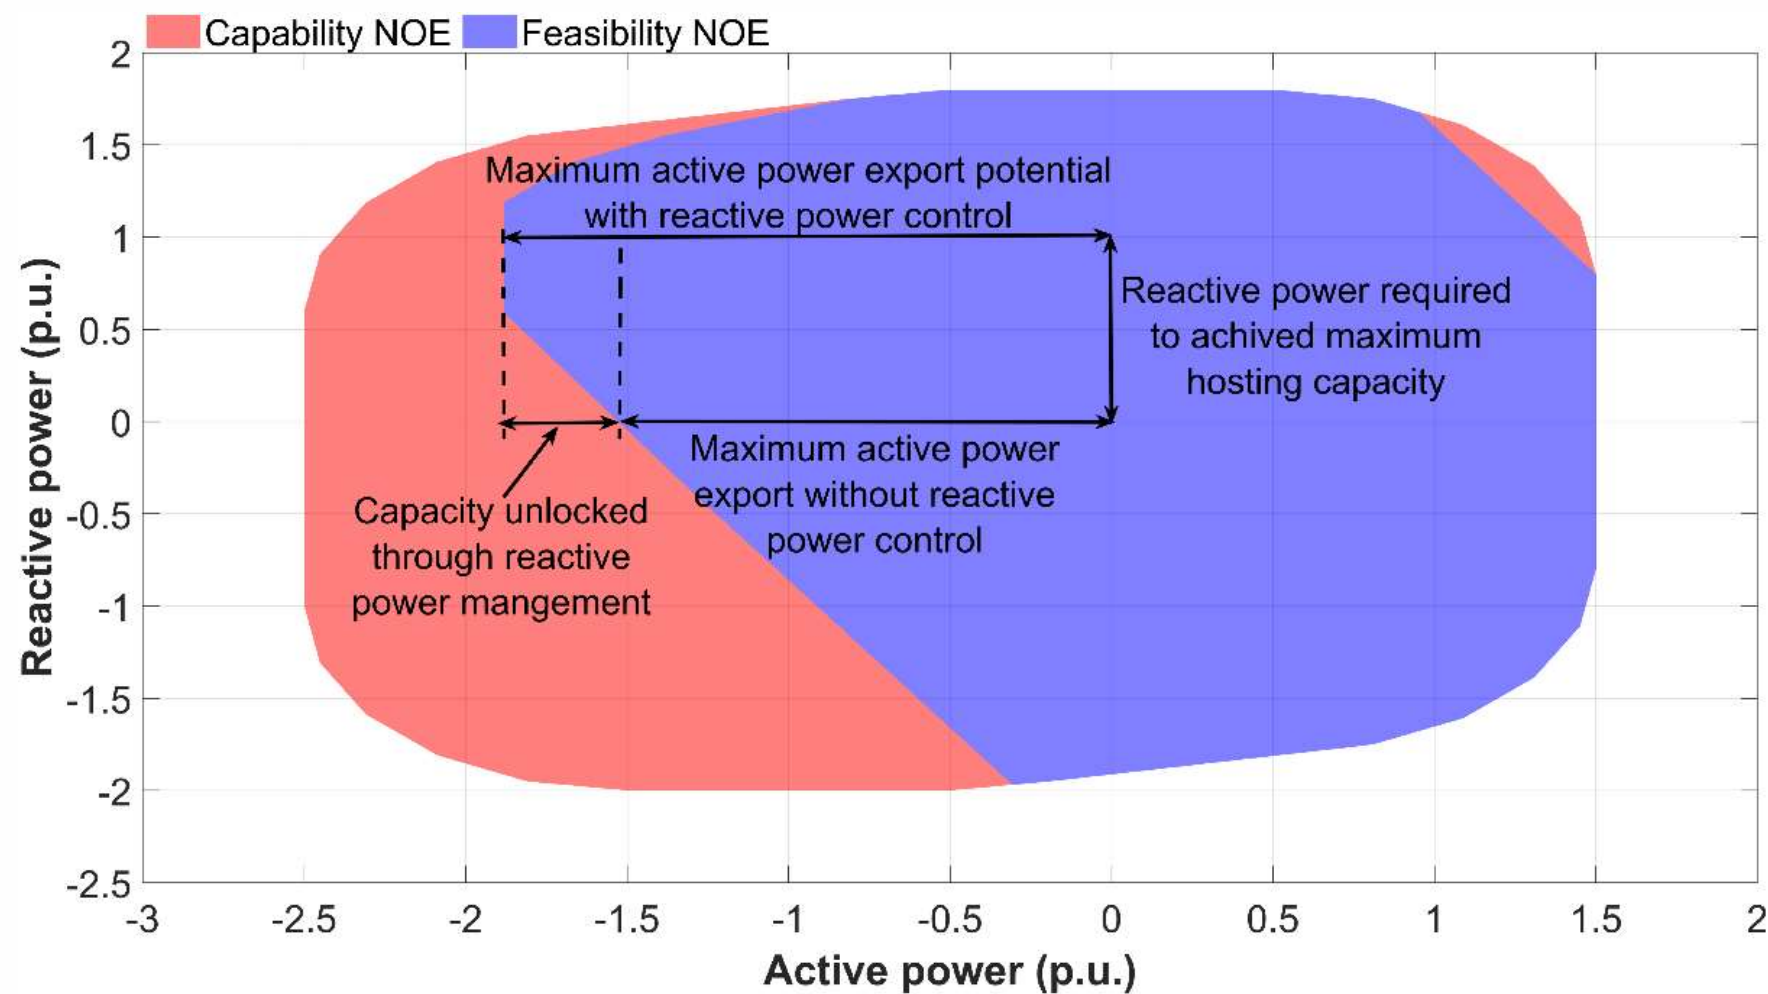 Capability NOE Feasibility NOE
2
1.5
1
0.5
0
-0.5
-1
-1.5
-2
-2.5
Reactive power (p.u.)
Maximum active power export potential
with reactive power control
Reactive power required
to achived maximum
hosting capacity
Maximum active power
export without reactive
power control
Capacity unlocked
through reactive
power mangement
-3 -2.5 -2 -1.5 -1 -0.5 0 0.5 1 1.5 2
Active power (p.u.)